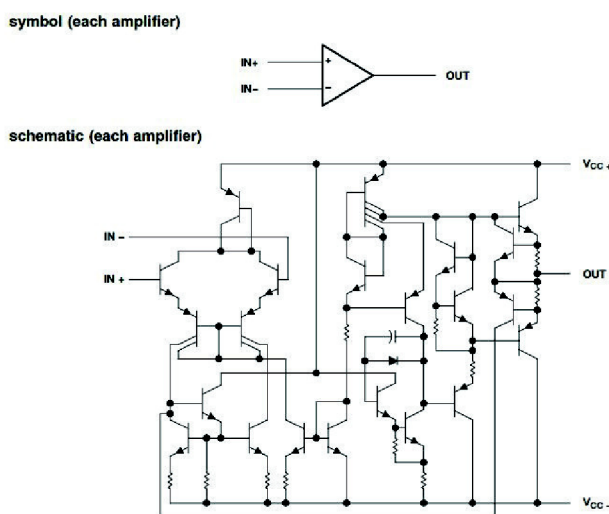 symbol (each amplifier)
IN+
+
OUT
IN−
−
schematic (each amplifier)
VCC +
IN −
IN +
OUT
VCC −